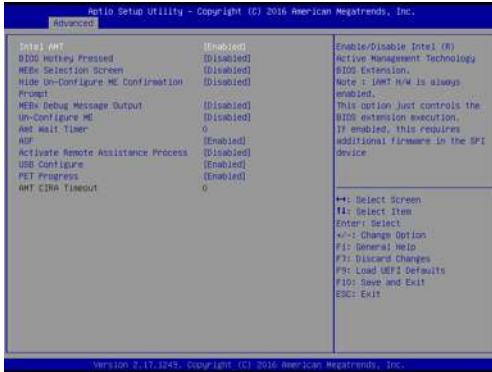 Aptio Setup Utility - Copyright (C) 2016 American Megatrends, Inc.
Advanced
Intel AMT [Enabled]
BIOS Hotkey Pressed [Disabled]
MEBx Selection Screen [Disabled]
Hide Un-Configure ME Confirmation [Disabled]
Prompt
MEBx Debug Message Output [Disabled]
Un-Configure ME [Disabled]
Amt Wait Timer 0
ASF [Enabled]
Activate Remote Assistance Process [Disabled]
USB Configure [Enabled]
PET Progress [Enabled]
AMT CIRA Timeout 0
Enable/Disable Intel (R)
Active Management Technology
BIOS Extension.
Note : iAMT H/W is always
enabled.
This option just controls the
BIOS extension execution.
If enabled, this requires
additional firmware in the SPI
device
↔: Select Screen
↑↓: Select Item
Enter: Select
+/-: Change Option
F1: General Help
F7: Discard Changes
F9: Load UEFI Defaults
F10: Save and Exit
ESC: Exit
Version 2.17.1249. Copyright (C) 2016 American Megatrends, Inc.